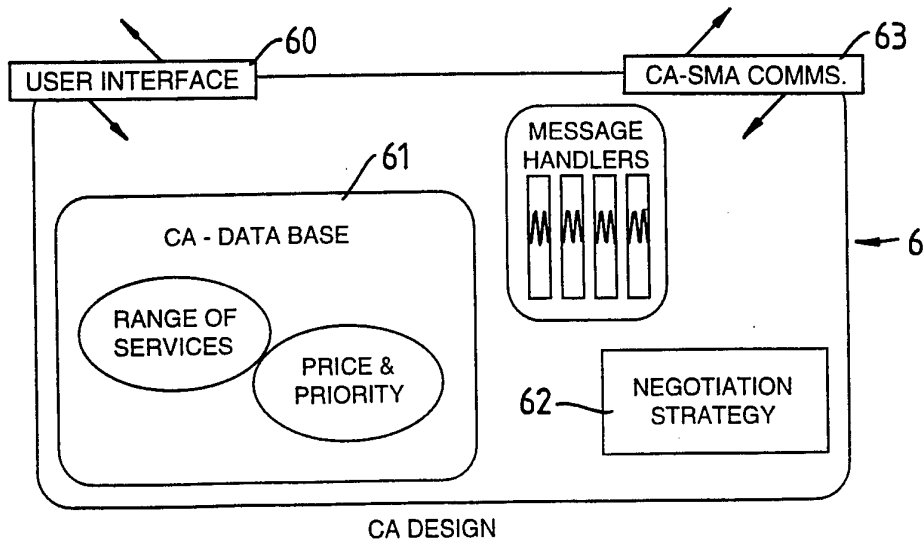 60
63
USER INTERFACE
CA-SMA COMMS.
MESSAGE
HANDLERS
61
CA - DATA BASE
6
RANGE OF
SERVICES
PRICE &
PRIORITY
62
NEGOTIATION
STRATEGY
CA DESIGN